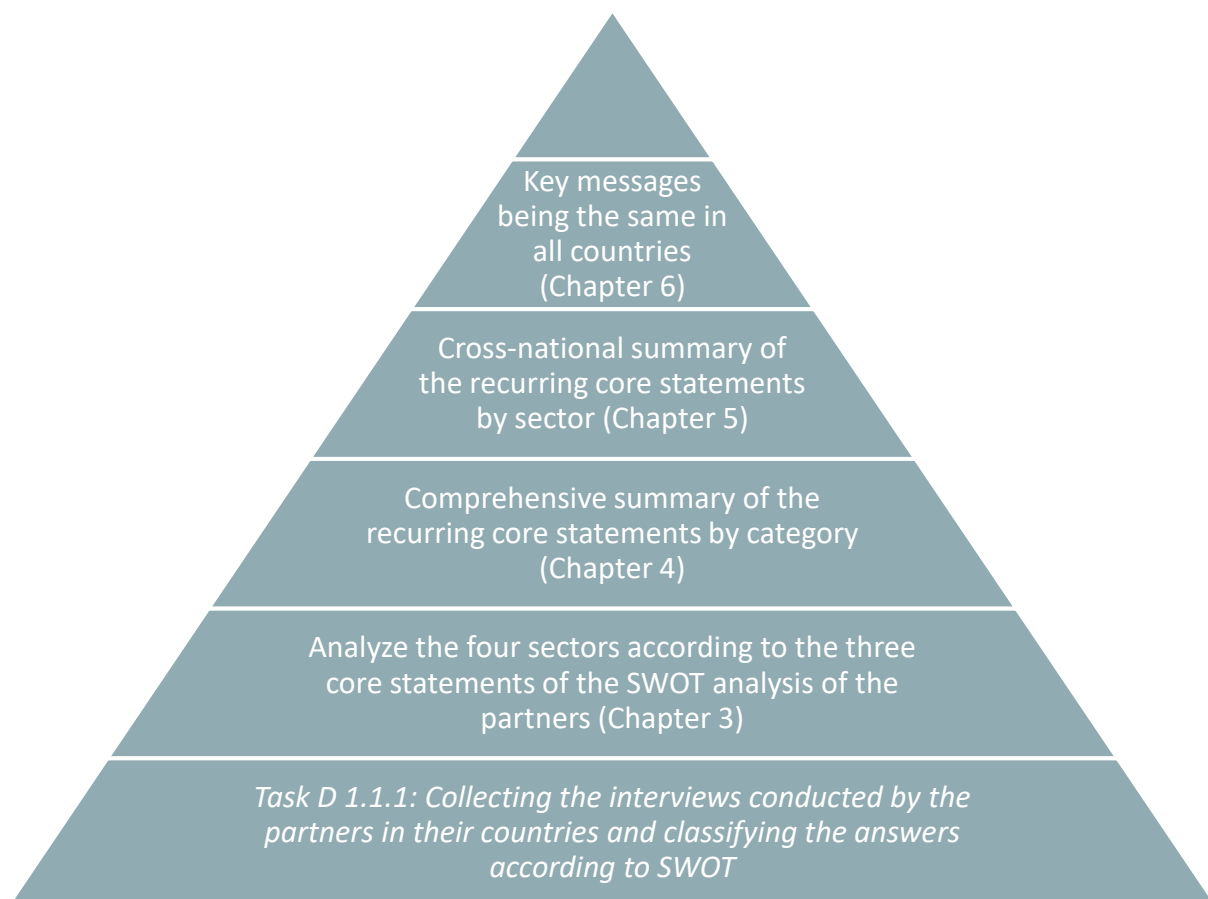 Key messages
being the same in
all countries
(Chapter 6)
Cross-national summary of
the recurring core statements
by sector (Chapter 5)
Comprehensive summary of the
recurring core statements by category
(Chapter 4)
Analyze the four sectors according to the three
core statements of the SWOT analysis of the
partners (Chapter 3)
Task D 1.1.1: Collecting the interviews conducted by the
partners in their countries and classifying the answers
according to SWOT